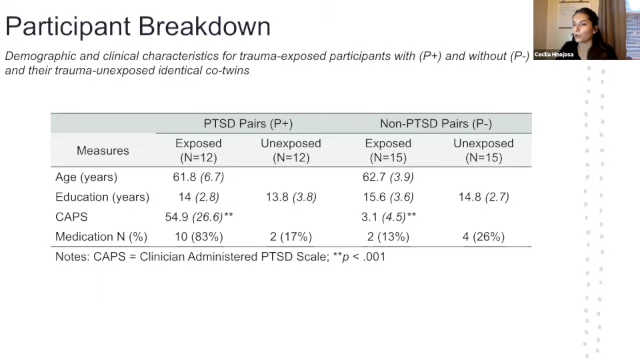 Participant Breakdown
Demographic and clinical characteristics for trauma-exposed participants with (P+) and without (P-)
and their trauma-unexposed identical co-twins
Cecilia Hinojosa
PTSD Pairs (P+) Non-PTSD Pairs (P-)
Measures Exposed (N=12) Unexposed (N=12) Exposed (N=15) Unexposed (N=15)
Age (years) 61.8 (6.7) 62.7 (3.9)
Education (years) 14 (2.8) 13.8 (3.8) 15.6 (3.6) 14.8 (2.7)
CAPS 54.9 (26.6)** 3.1 (4.5)**
Medication N (%) 10 (83%) 2 (17%) 2 (13%) 4 (26%)
Notes: CAPS = Clinician Administered PTSD Scale; **p < .001